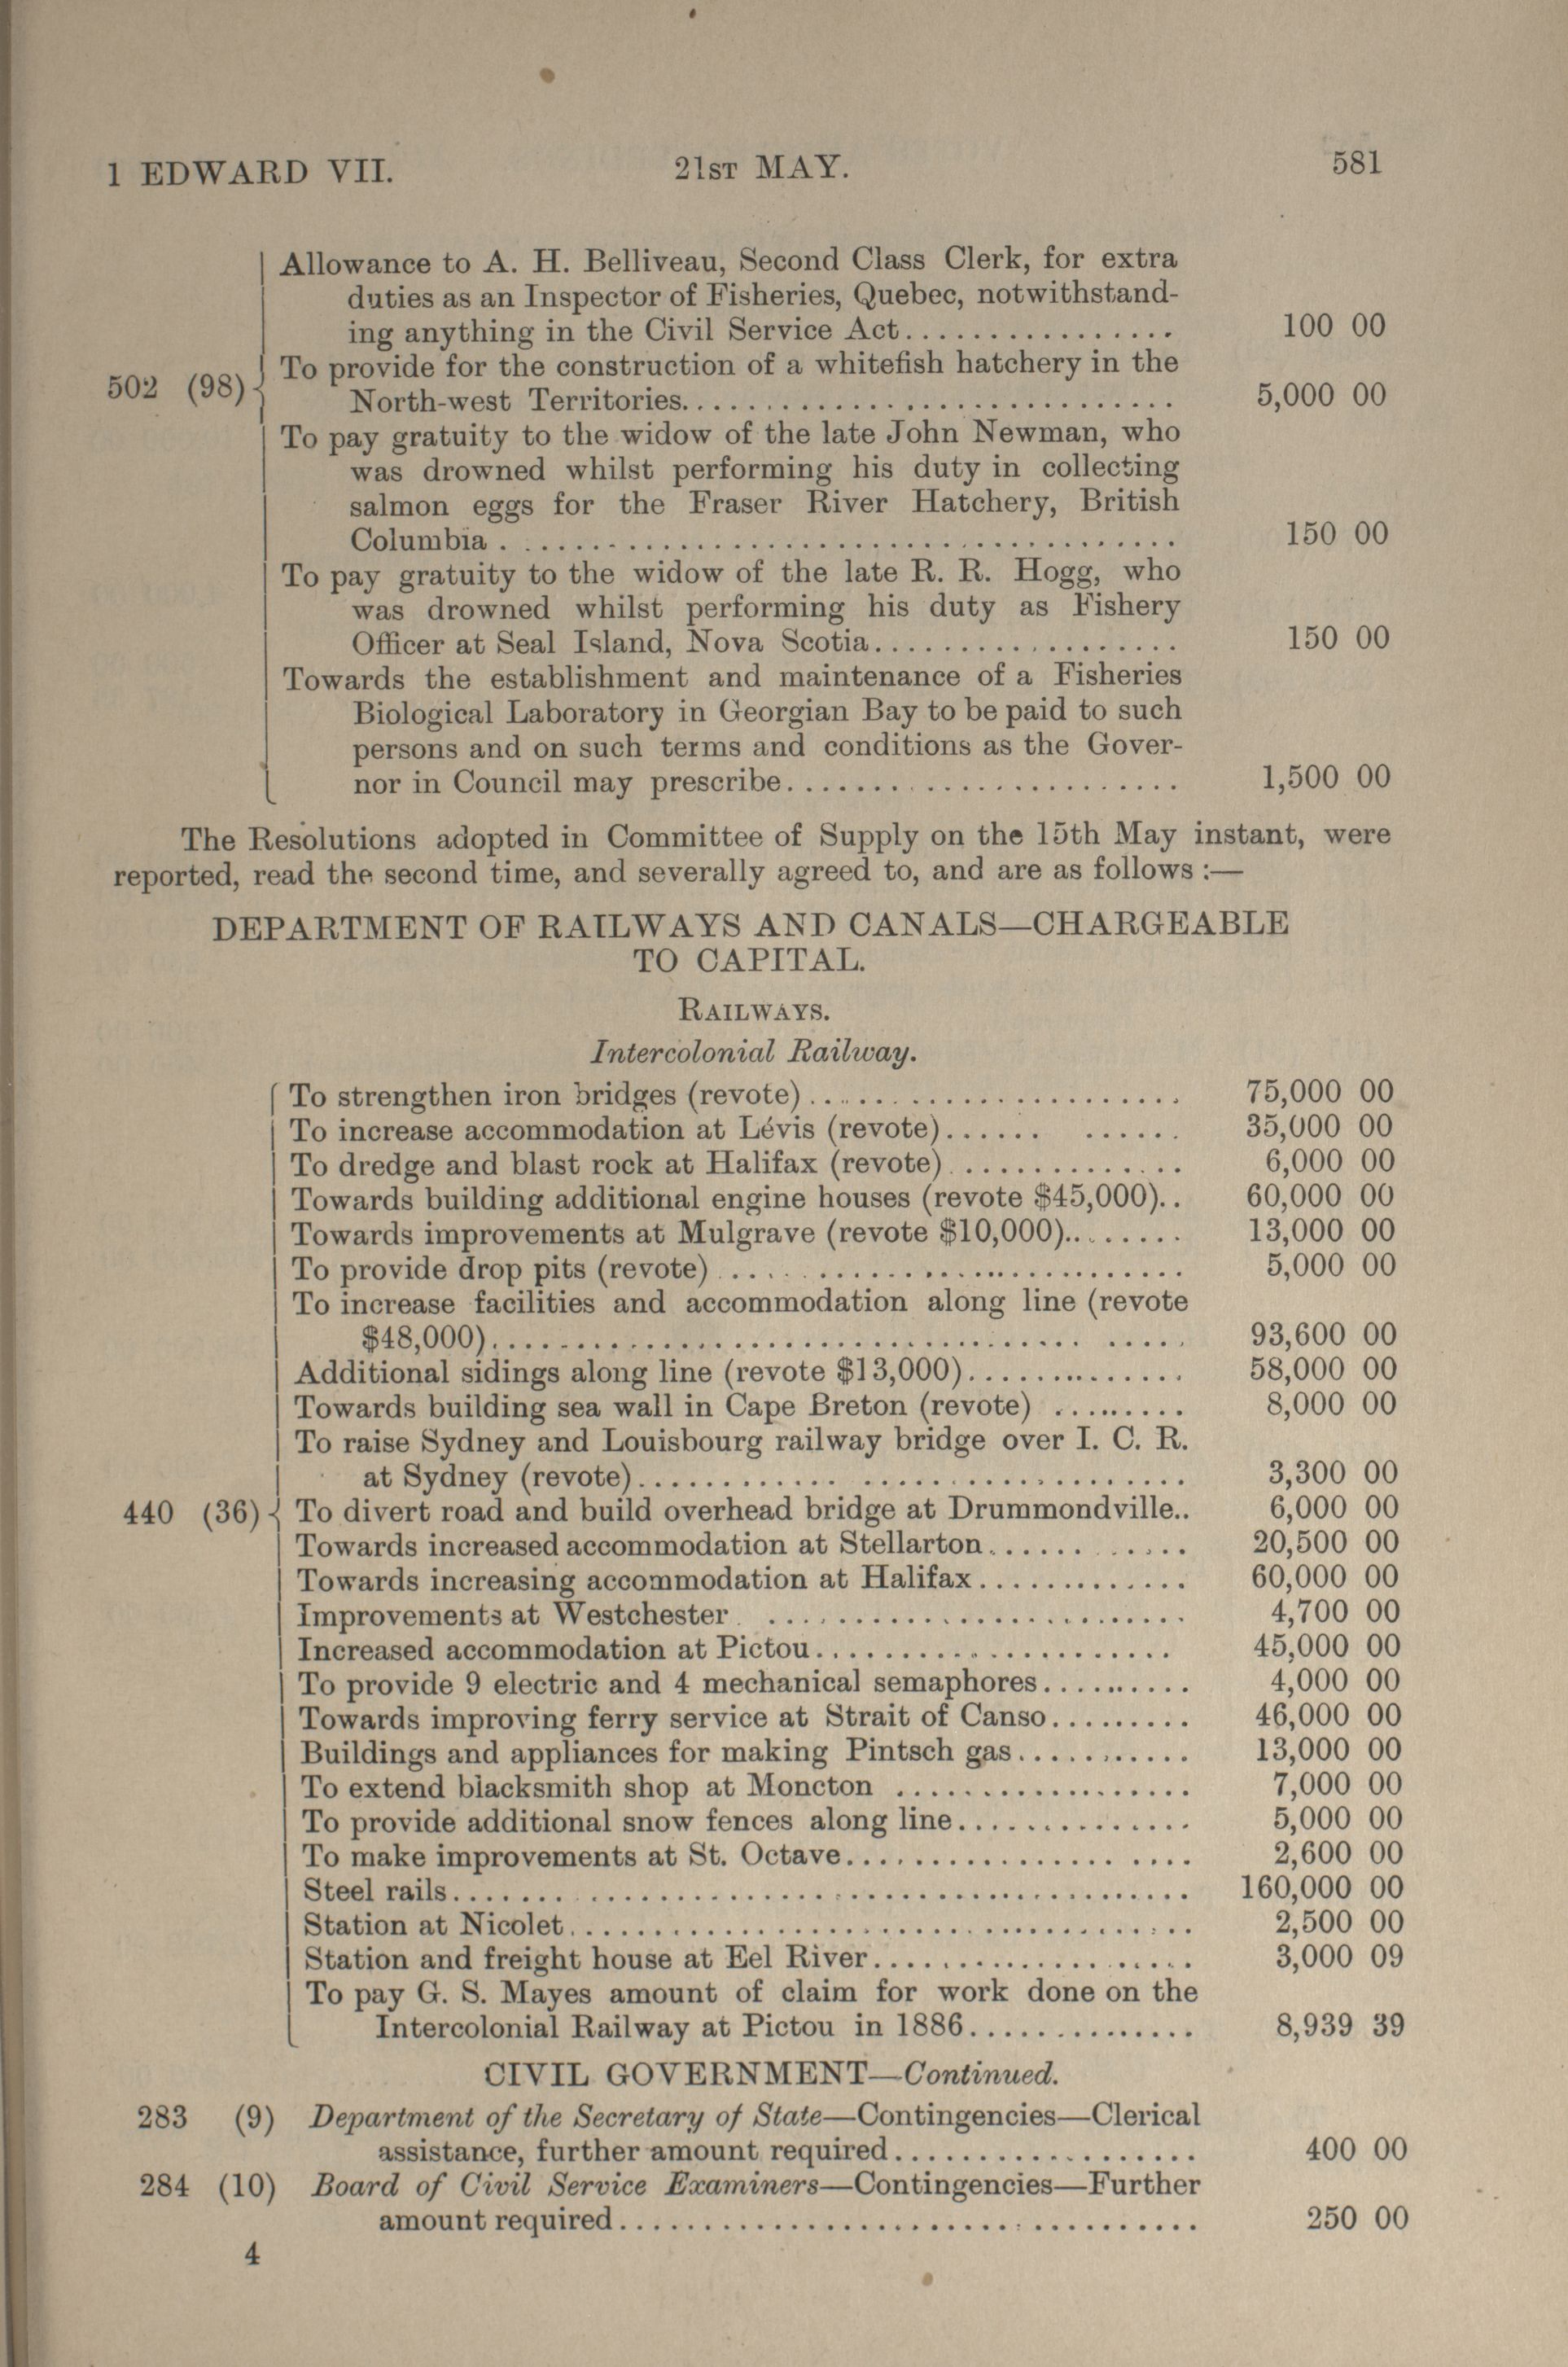 1 EDWARD VII. 21ST MAY. 581
Allowance to A. H. Belliveau, Second Class Clerk, for extra
duties as an Inspector of Fisheries, Quebec, notwithstand-
ing anything in the Civil Service Act................ 100 00
502 (98) To provide for the construction of a whitefish hatchery in the
North-west Territories............................. 5,000 00
To pay gratuity to the widow of the late John Newman, who
was drowned whilst performing his duty in collecting
salmon eggs for the Fraser River Hatchery, British
Columbia ........................................ 150 00
To pay gratuity to the widow of the late R. R. Hogg, who
was drowned whilst performing his duty as Fishery
Officer at Seal Island, Nova Scotia.................. 150 00
Towards the establishment and maintenance of a Fisheries
Biological Laboratory in Georgian Bay to be paid to such
persons and on such terms and conditions as the Gover-
nor in Council may prescribe....................... 1,500 00
The Resolutions adopted in Committee of Supply on the 15th May instant, were
reported, read the second time, and severally agreed to, and are as follows :—
DEPARTMENT OF RAILWAYS AND CANALS—CHARGEABLE
TO CAPITAL.
RAILWAYS.
Intercolonial Railway.
To strengthen iron bridges (revote)...................... 75,000 00
To increase accommodation at Lévis (revote)...... ...... 35,000 00
To dredge and blast rock at Halifax (revote).............. 6,000 00
Towards building additional engine houses (revote $45,000).. 60,000 00
Towards improvements at Mulgrave (revote $10,000)........ 13,000 00
To provide drop pits (revote) ........................... 5,000 00
To increase facilities and accommodation along line (revote
$48,000)......................................... 93,600 00
Additional sidings along line (revote $13,000)............. 58,000 00
Towards building sea wall in Cape Breton (revote) ......... 8,000 00
To raise Sydney and Louisbourg railway bridge over I. C. R.
at Sydney (revote)................................ 3,300 00
440 (36) To divert road and build overhead bridge at Drummondville.. 6,000 00
Towards increased accommodation at Stellarton............ 20,500 00
Towards increasing accommodation at Halifax............. 60,000 00
Improvements at Westchester ......................... 4,700 00
Increased accommodation at Pictou..................... 45,000 00
To provide 9 electric and 4 mechanical semaphores.......... 4,000 00
Towards improving ferry service at Strait of Canso......... 46,000 00
Buildings and appliances for making Pintsch gas........... 13,000 00
To extend blacksmith shop at Moncton .................. 7,000 00
To provide additional snow fences along line.............. 5,000 00
To make improvements at St. Octave.................... 2,600 00
Steel rails........................................... 160,000 00
Station at Nicolet.................................... 2,500 00
Station and freight house at Eel River................... 3,000 09
To pay G. S. Mayes amount of claim for work done on the
Intercolonial Railway at Pictou in 1886.............. 8,939 39
CIVIL GOVERNMENT—Continued.
283 (9) Department of the Secretary of State—Contingencies—Clerical
assistance, further amount required.................. 400 00
284 (10) Board of Civil Service Examiners—Contingencies—Further
amount required.................................. 250 00
4